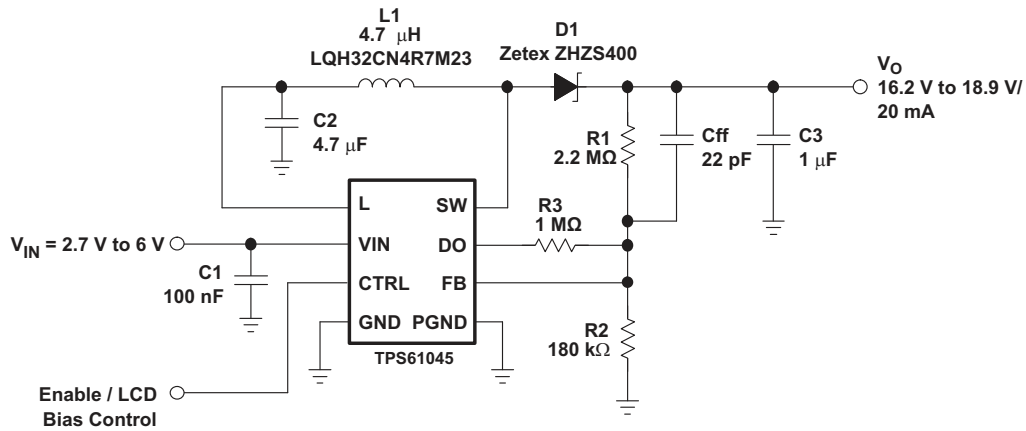 L1
4.7 μH
LQH32CN4R7M23
D1
Zetex ZHZS400
VO
16.2 V to 18.9 V/
20 mA
C2
4.7 μF
R1
2.2 MΩ
Cff
22 pF
C3
1 μF
L
SW
R3
1 MΩ
VIN = 2.7 V to 6 V
VIN
DO
C1
100 nF
CTRL
FB
GND
PGND
R2
180 kΩ
TPS61045
Enable / LCD
Bias Control